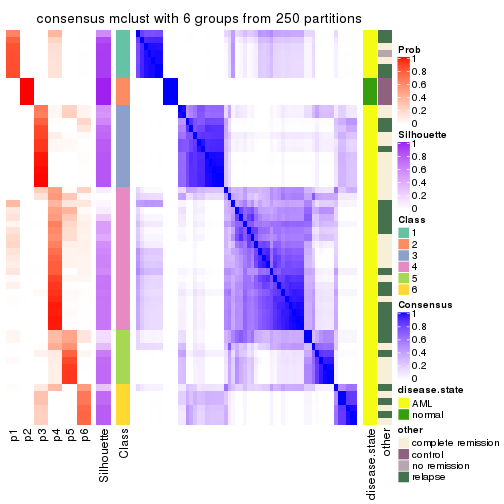 consensus mclust with 6 groups from 250 partitions
Prob
1
0.8
0.6
0.4
0.2
0
Silhouette
1
0.8
0.6
0.4
0.2
0
Class
1
2
3
4
5
6
Consensus
1
0.8
0.6
0.4
0.2
0
disease.state
AML
normal
other
complete remission
control
no remission
relapse
p1
p2
p3
p4
p5
p6
Silhouette
Class
disease.state
other